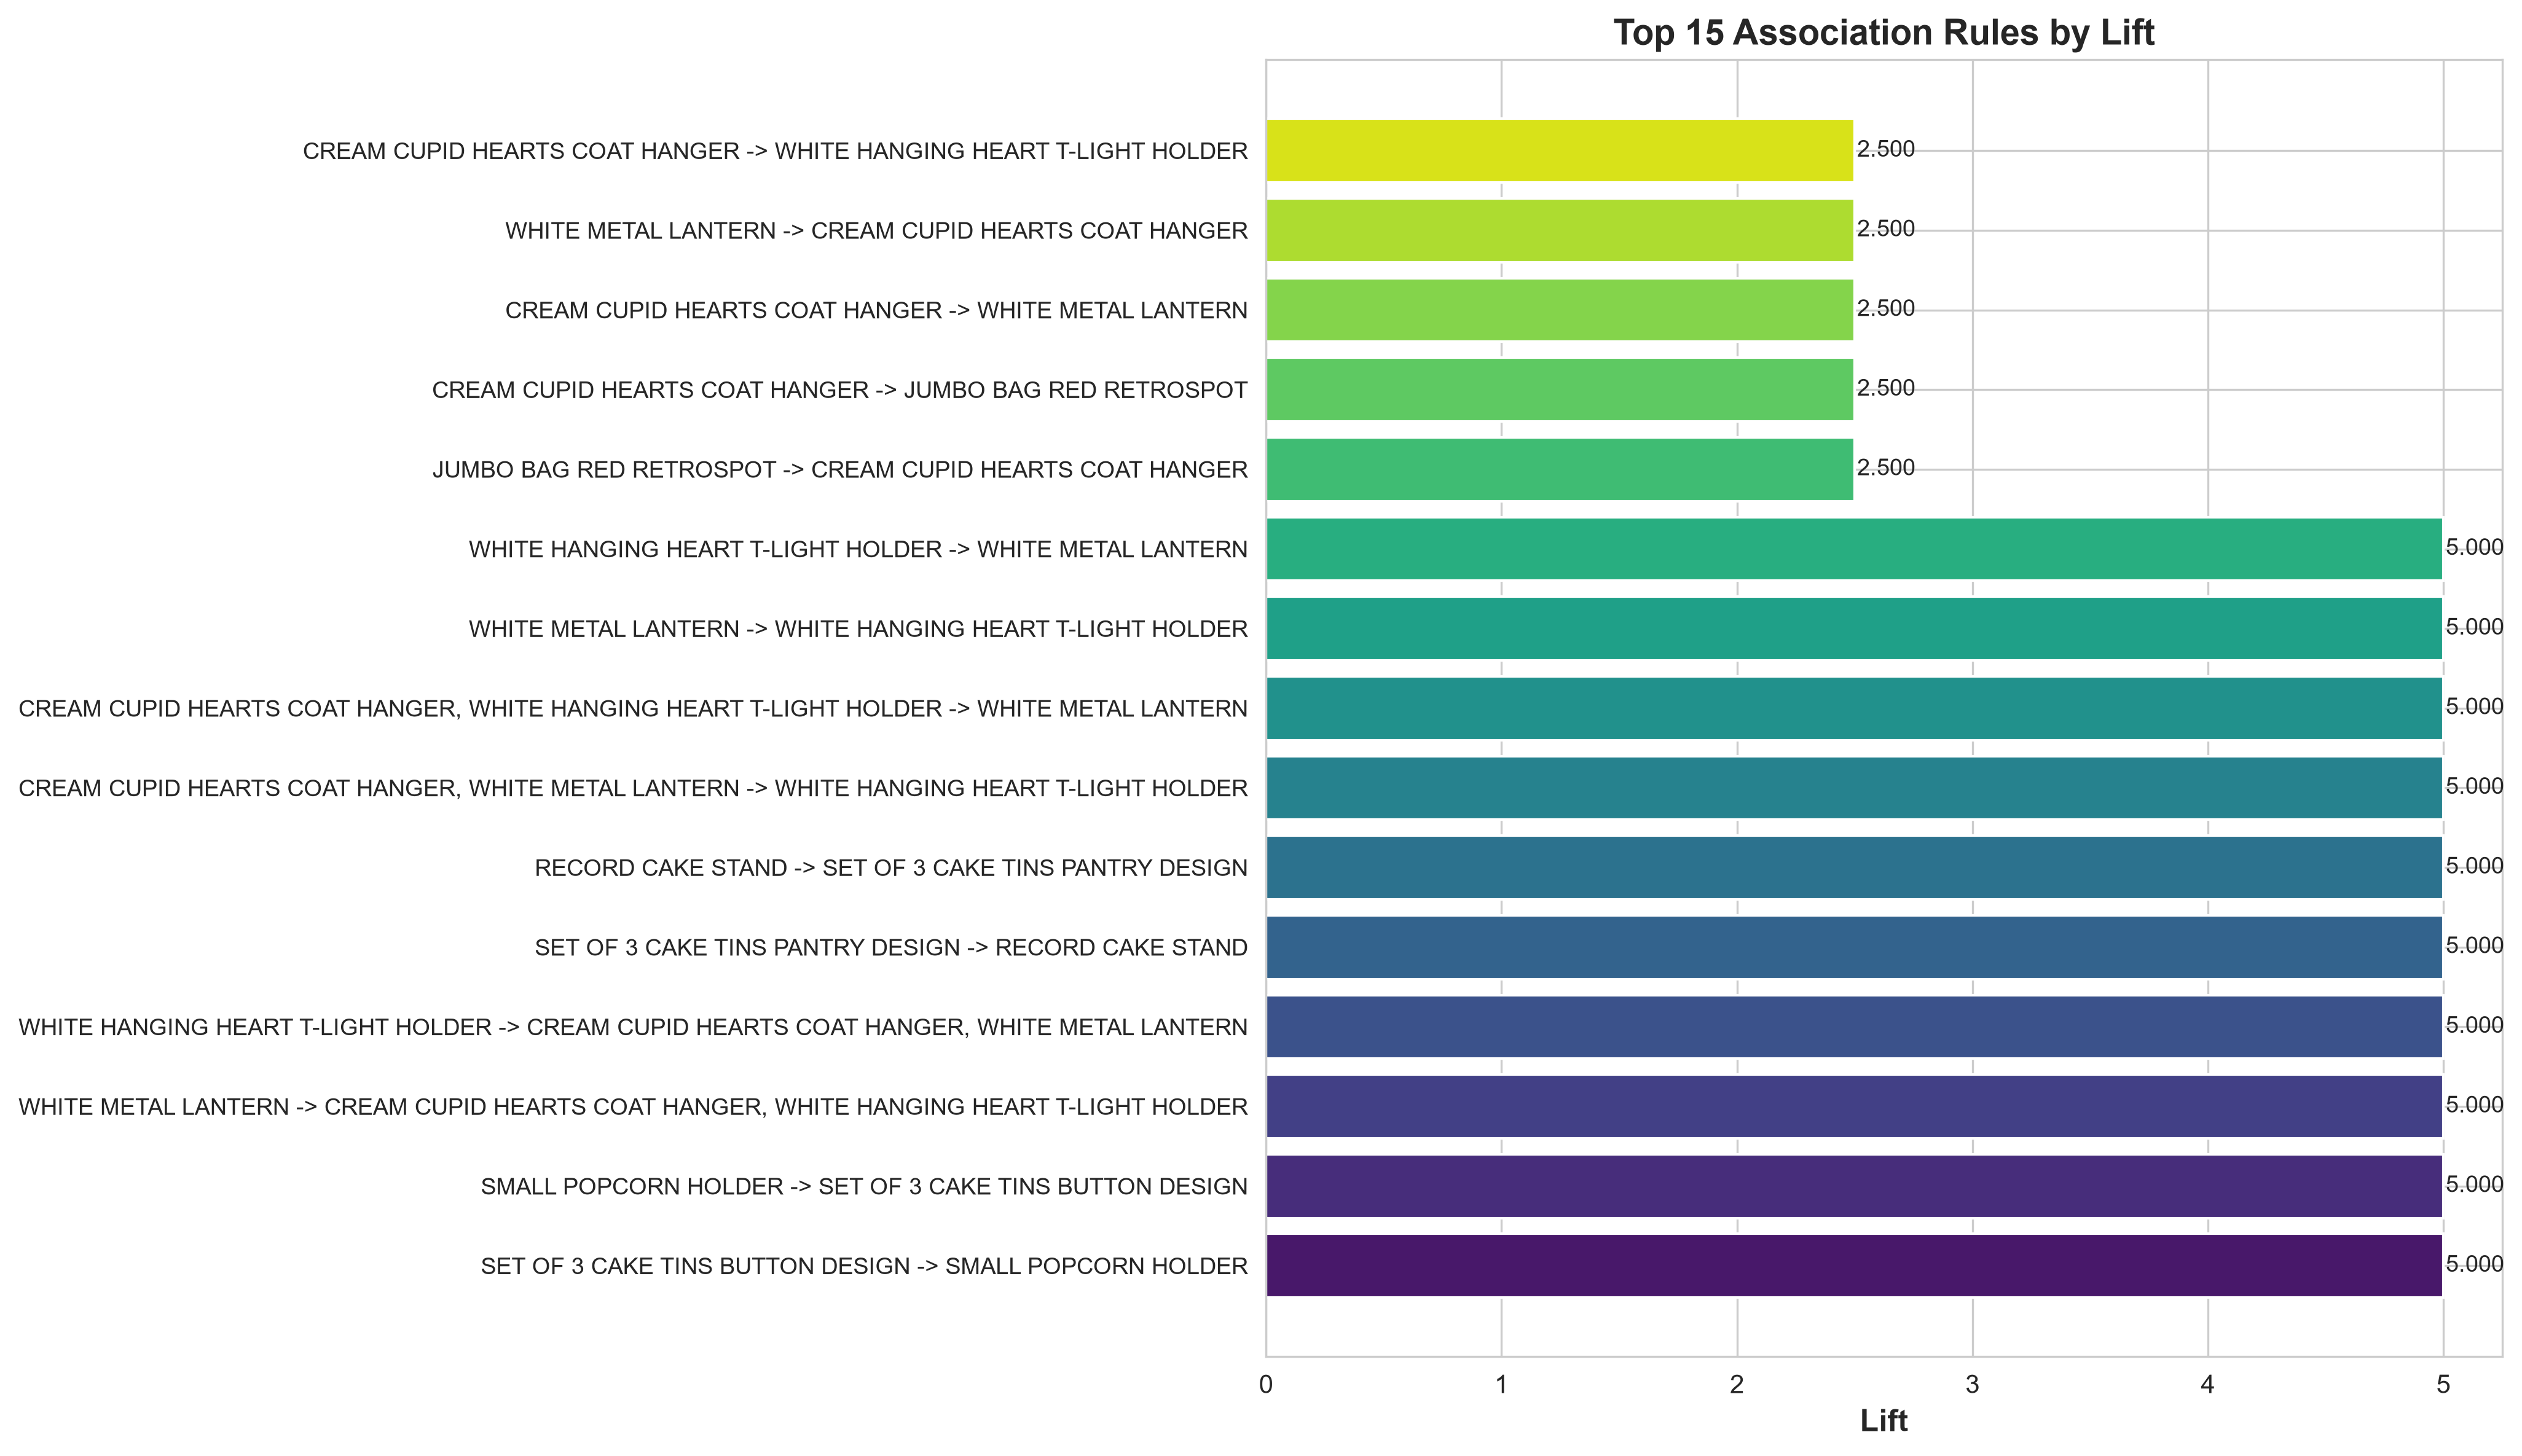 Top 15 Association Rules by Lift
CREAM CUPID HEARTS COAT HANGER -> WHITE HANGING HEART T-LIGHT HOLDER 2.500
WHITE METAL LANTERN -> CREAM CUPID HEARTS COAT HANGER 2.500
CREAM CUPID HEARTS COAT HANGER -> WHITE METAL LANTERN 2.500
CREAM CUPID HEARTS COAT HANGER -> JUMBO BAG RED RETROSPOT 2.500
JUMBO BAG RED RETROSPOT -> CREAM CUPID HEARTS COAT HANGER 2.500
WHITE HANGING HEART T-LIGHT HOLDER -> WHITE METAL LANTERN 5.000
WHITE METAL LANTERN -> WHITE HANGING HEART T-LIGHT HOLDER 5.000
CREAM CUPID HEARTS COAT HANGER, WHITE HANGING HEART T-LIGHT HOLDER -> WHITE METAL LANTERN 5.000
CREAM CUPID HEARTS COAT HANGER, WHITE METAL LANTERN -> WHITE HANGING HEART T-LIGHT HOLDER 5.000
RECORD CAKE STAND -> SET OF 3 CAKE TINS PANTRY DESIGN 5.000
SET OF 3 CAKE TINS PANTRY DESIGN -> RECORD CAKE STAND 5.000
WHITE HANGING HEART T-LIGHT HOLDER -> CREAM CUPID HEARTS COAT HANGER, WHITE METAL LANTERN 5.000
WHITE METAL LANTERN -> CREAM CUPID HEARTS COAT HANGER, WHITE HANGING HEART T-LIGHT HOLDER 5.000
SMALL POPCORN HOLDER -> SET OF 3 CAKE TINS BUTTON DESIGN 5.000
SET OF 3 CAKE TINS BUTTON DESIGN -> SMALL POPCORN HOLDER 5.000
0 1 2 3 4 5
Lift